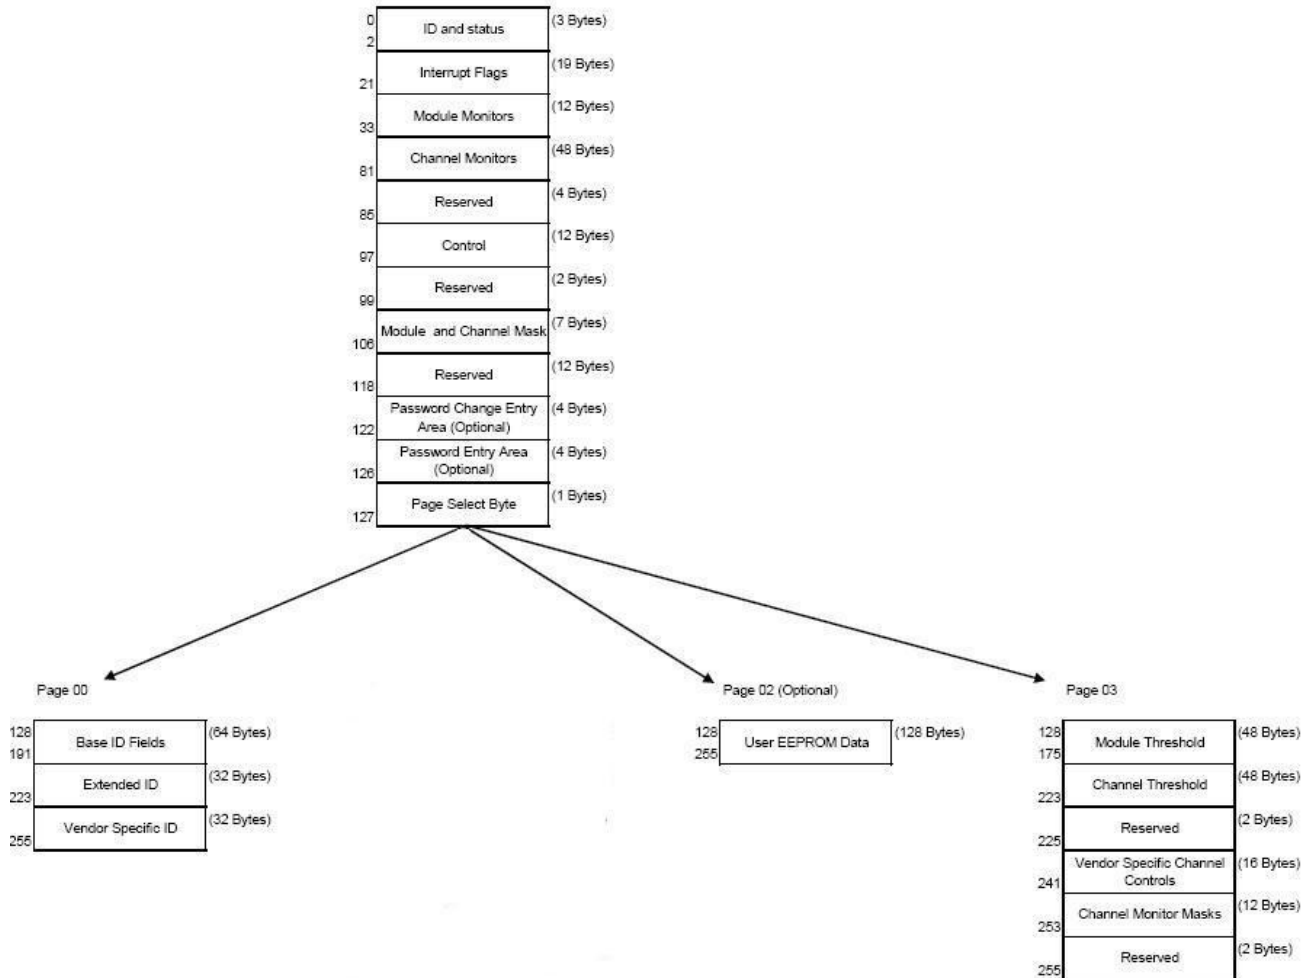 0
ID and status
(3 Bytes)
2
Interrupt Flags
(19 Bytes)
21
Module Monitors
(12 Bytes)
33
Channel Monitors
(48 Bytes)
81
Reserved
(4 Bytes)
85
Control
(12 Bytes)
97
Reserved
(2 Bytes)
99
Module and Channel Mask
(7 Bytes)
106
Reserved
(12 Bytes)
118
Password Change Entry
Area (Optional)
(4 Bytes)
122
Password Entry Area
(Optional)
(4 Bytes)
126
Page Select Byte
(1 Bytes)
127
Page 00
128
Base ID Fields
(64 Bytes)
191
Extended ID
(32 Bytes)
223
Vendor Specific ID
(32 Bytes)
255
Page 02 (Optional)
128
User EEPROM Data
(128 Bytes)
255
Page 03
128
Module Threshold
(48 Bytes)
175
Channel Threshold
(48 Bytes)
223
Reserved
(2 Bytes)
225
Vendor Specific Channel
Controls
(16 Bytes)
241
Channel Monitor Masks
(12 Bytes)
253
Reserved
(2 Bytes)
255